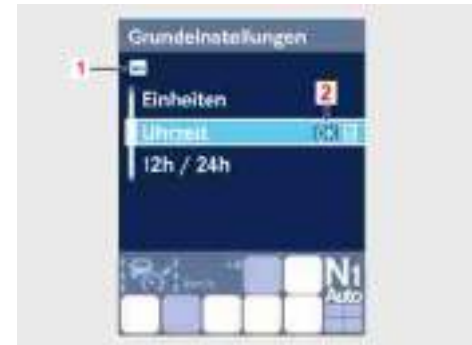 Grundeinstellungen
1
Einheiten
2
Uhrzeit
12h / 24h
N1
Auto